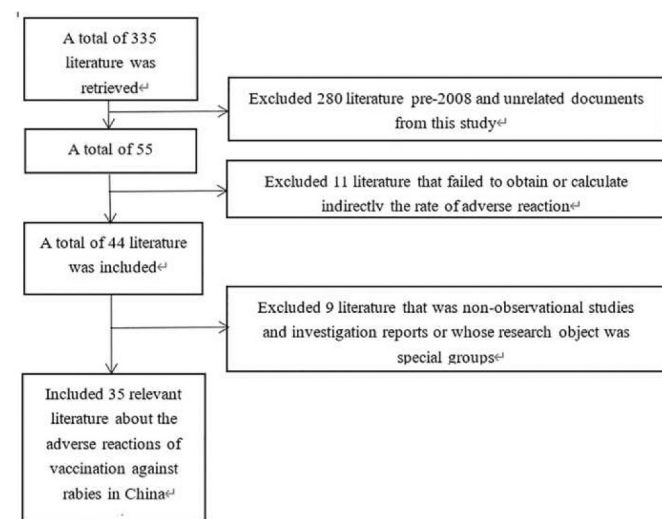 A total of 335
literature was
retrieved↵
Excluded 280 literature pre-2008 and unrelated documents
from this study↵
A total of 55
Excluded 11 literature that failed to obtain or calculate
indirectly the rate of adverse reaction↵
A total of 44 literature
was included↵
Excluded 9 literature that was non-observational studies
and investigation reports or whose research object was
special groups↵
Included 35 relevant
literature about the
adverse reactions of
vaccination against
rabies in China↵